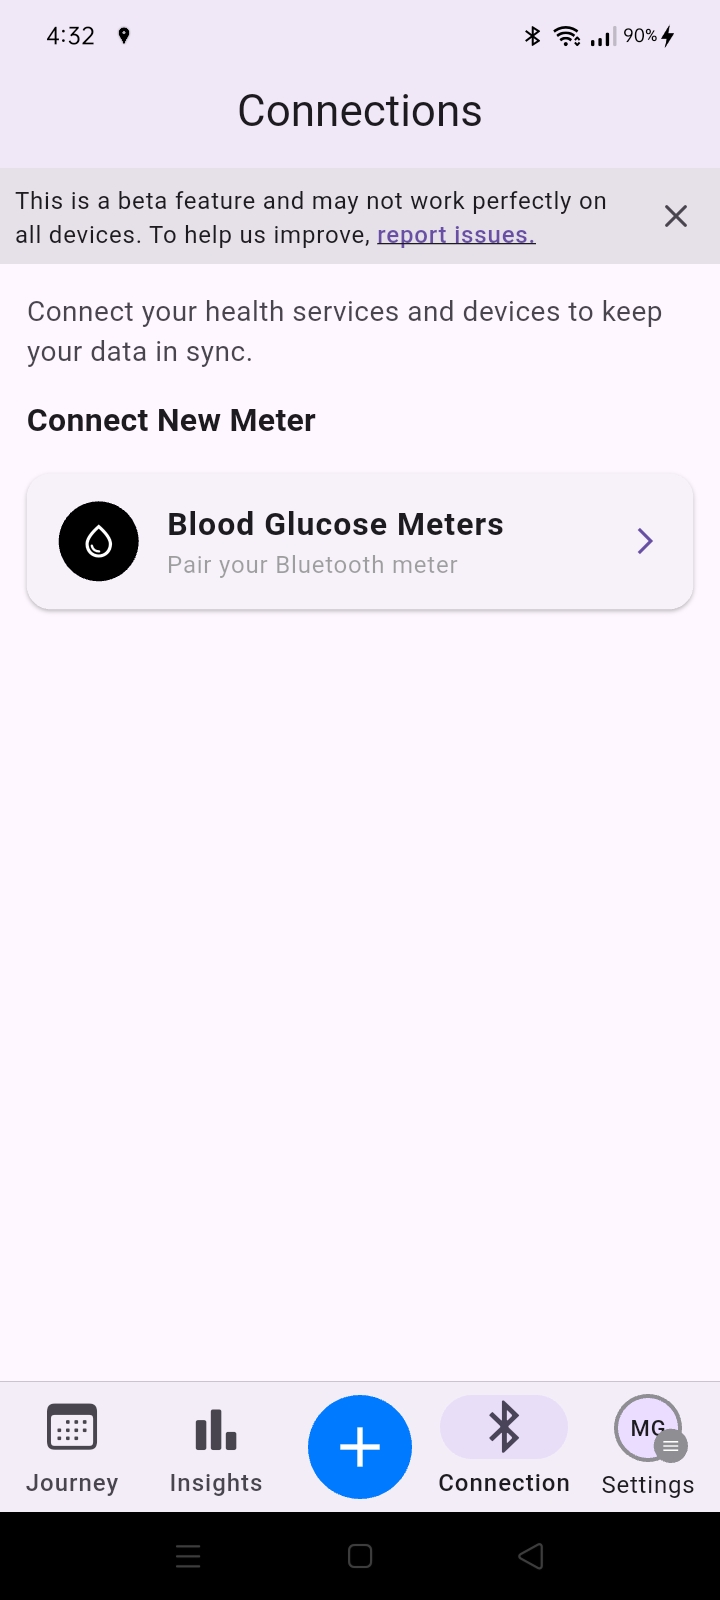 4:32
90%
Connections
This is a beta feature and may not work perfectly on
all devices. To help us improve, report issues.
Connect your health services and devices to keep
your data in sync.
Connect New Meter
Blood Glucose Meters
Pair your Bluetooth meter
MG
Journey
Insights
Connection
Settings